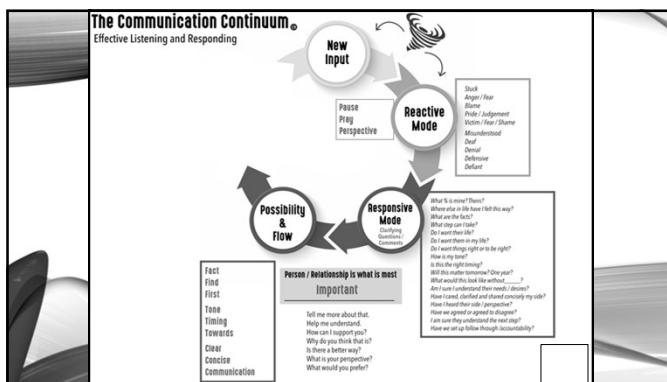 The Communication Continuum
Effective Listening and Responding
New
Input
Pause
Pray
Perspective
Reactive
Mode
Stuck
Anger / Fear
Blame
Pride / Judgement
Victim / Fear / Shame
Misunderstood
Deaf
Denial
Defensive
Defiant
Possibility
&
Flow
Responsive
Mode
Clarifying
Questions /
Comments
What % is mine? Theirs?
Where else in life have I felt this way?
What are the facts?
What step can I take?
Do I want their life?
Do I want them in my life?
Do I want things right or to be right?
How is my tone?
Is this the right timing?
Will this matter tomorrow? One year?
What would this look like without_____?
Am I sure I understand their needs / desires?
Have I cared, clarified and shared concisely my side?
Have I heard their side / perspective?
Have we agreed or agreed to disagree?
I am sure they understand the next step?
Have we set up follow through /accountability?
Fact
Find
First
Tone
Timing
Towards
Clear
Concise
Communication
Person / Relationship is what is most
Important
Tell me more about that.
Help me understand.
How can I support you?
Why do you think that is?
Is there a better way?
What is your perspective?
What would you prefer?